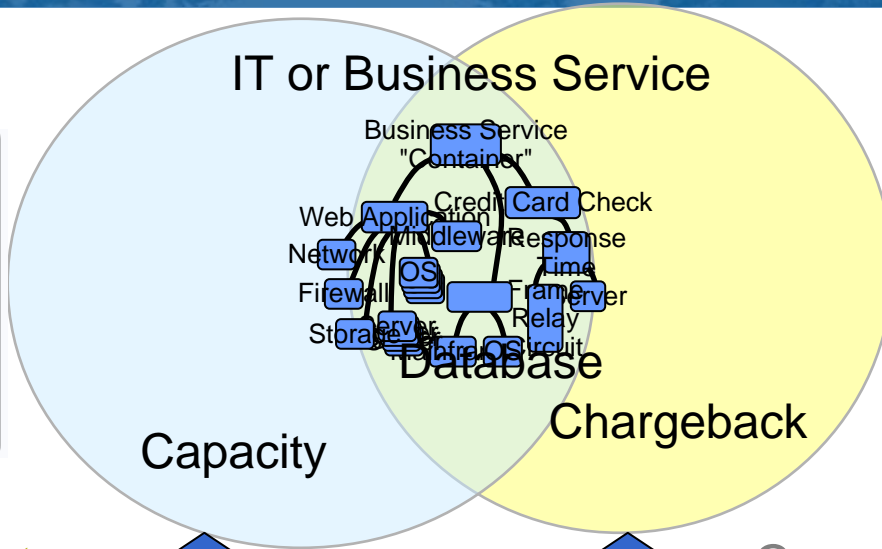 IT or Business Service
Business Service
"Container"
Credit Card Check
Web Application
Middleware
Response
Time
Network
OS
Firewall
Frame
Relay
Circuit
Storage
OS
Database
Chargeback
Capacity